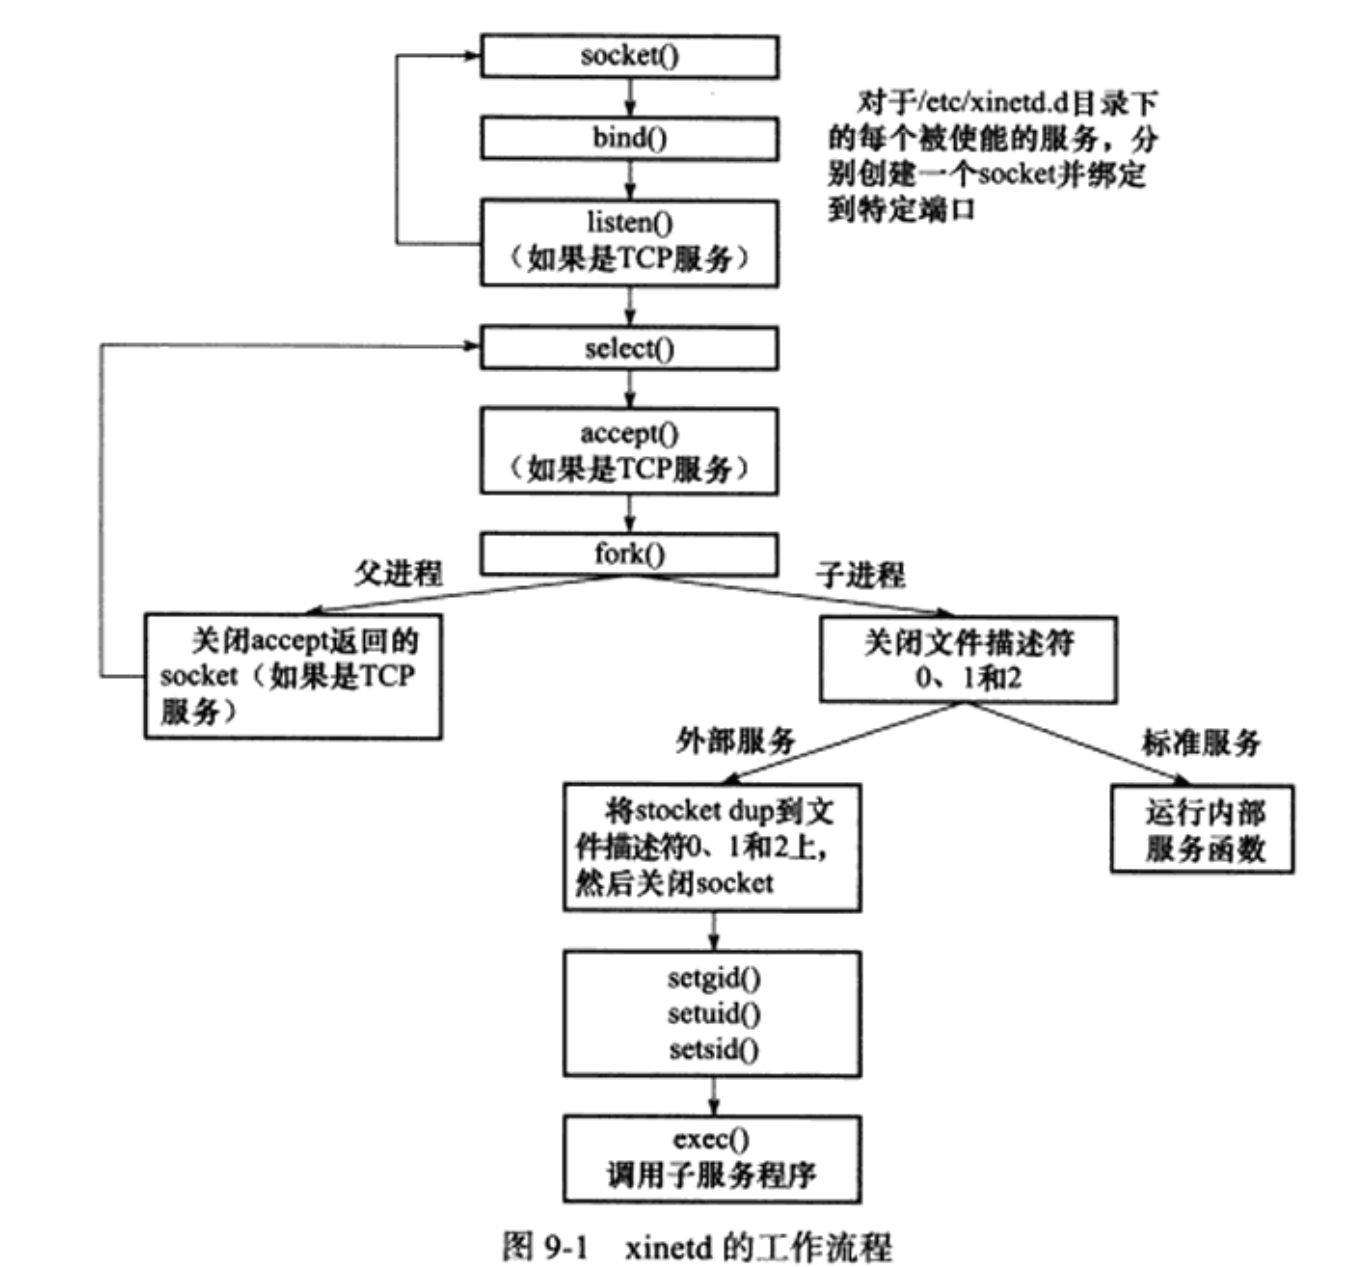 socket()
对于/etc/xinetd.d目录下
的每个被使能的服务，分
别创建一个socket并绑定
到特定端口
bind()
listen()
（如果是TCP服务）
select()
accept()
（如果是TCP服务）
fork()
父进程
子进程
关闭accept返回的
socket（如果是TCP
服务）
关闭文件描述符
0、1和2
外部服务
标准服务
将stocket dup到文
件描述符0、1和2上，
然后关闭socket
运行内部
服务函数
setgid()
setuid()
setsid()
exec()
调用子服务程序
图 9-1 xinetd 的工作流程